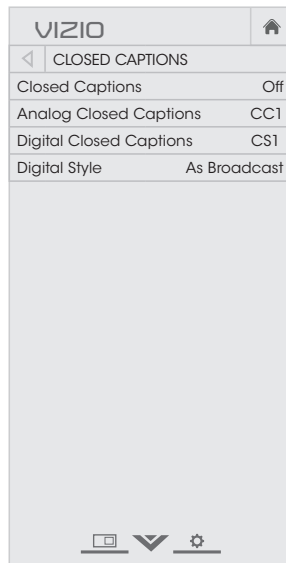 VIZIO
CLOSED CAPTIONS
Closed Captions Off
Analog Closed Captions CC1
Digital Closed Captions CS1
Digital Style As Broadcast